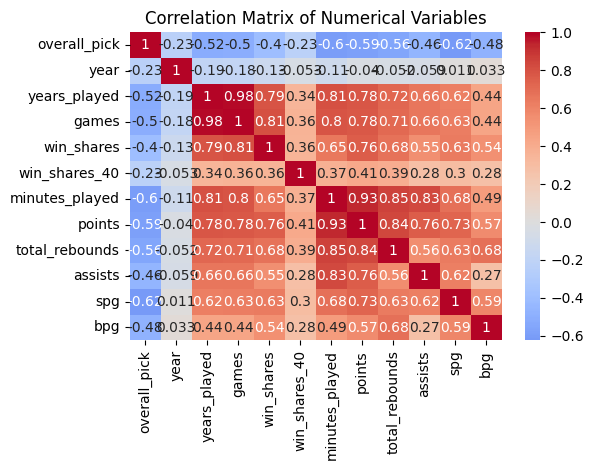 Correlation Matrix of Numerical Variables
overall_pick 1 -0.23 -0.52 -0.5 -0.4 -0.23 -0.6 -0.59 -0.56 -0.46 -0.62 -0.48
year -0.23 1 -0.19 -0.18 -0.13 -0.053 -0.11 -0.04 -0.052 -0.059 0.011 0.033
years_played -0.52 -0.19 1 0.98 0.79 0.34 0.81 0.78 0.72 0.66 0.62 0.44
games -0.5 -0.18 0.98 1 0.81 0.36 0.8 0.78 0.71 0.66 0.63 0.44
win_shares -0.4 -0.13 0.79 0.81 1 0.36 0.65 0.76 0.68 0.55 0.63 0.54
win_shares_40 -0.23 -0.053 0.34 0.36 0.36 1 0.37 0.41 0.39 0.28 0.3 0.28
minutes_played -0.6 -0.11 0.81 0.8 0.65 0.37 1 0.93 0.85 0.83 0.68 0.49
points -0.59 -0.04 0.78 0.78 0.76 0.41 0.93 1 0.84 0.76 0.73 0.57
total_rebounds -0.56 -0.052 0.72 0.71 0.68 0.39 0.85 0.84 1 0.56 0.63 0.68
assists -0.46 -0.059 0.66 0.66 0.55 0.28 0.83 0.76 0.56 1 0.62 0.27
spg -0.62 0.011 0.62 0.63 0.63 0.3 0.68 0.73 0.63 0.62 1 0.59
bpg -0.48 0.033 0.44 0.44 0.54 0.28 0.49 0.57 0.68 0.27 0.59 1
overall_pick year years_played games win_shares win_shares_40 minutes_played points total_rebounds assists spg bpg
1.0
0.8
0.6
0.4
0.2
0.0
-0.2
-0.4
-0.6